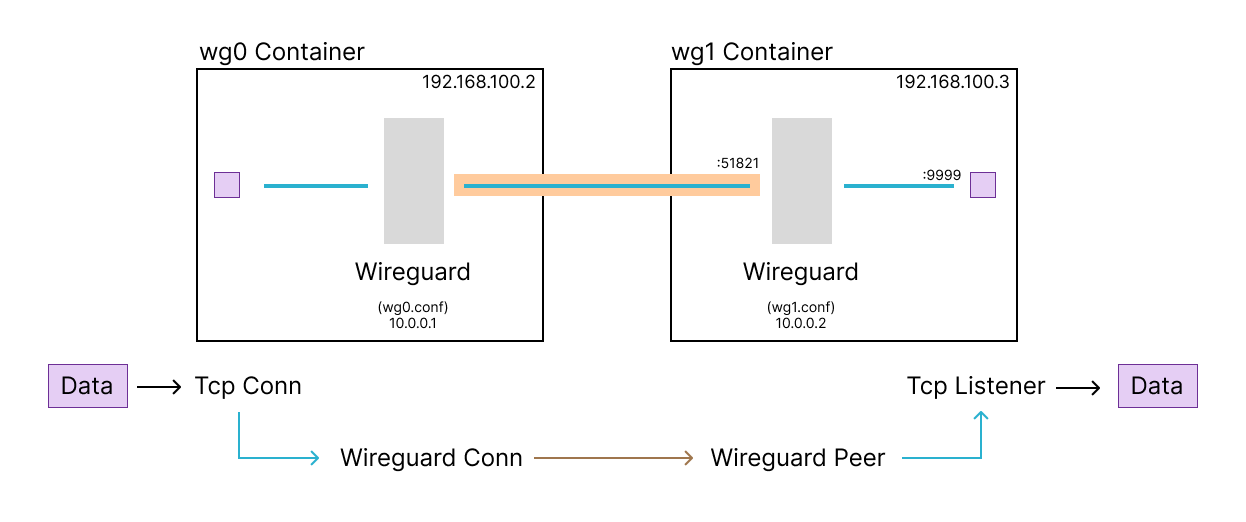 wg0 Container
wg1 Container
192.168.100.2
192.168.100.3
:51821
:9999
Wireguard
Wireguard
(wg0.conf)
10.0.0.1
(wg1.conf)
10.0.0.2
Data
Tcp Conn
Tcp Listener
Data
Wireguard Conn
Wireguard Peer